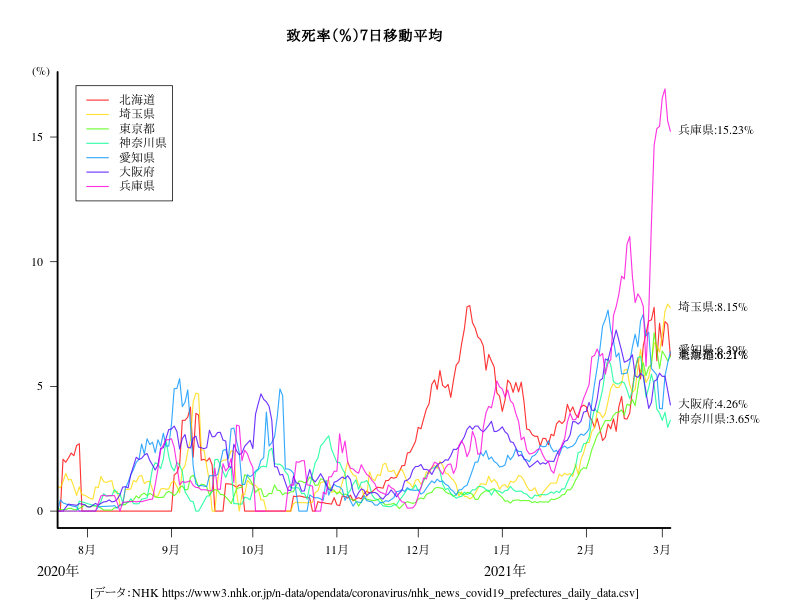 致死率(%)7日移動平均
(%)
北海道
埼玉県
東京都
神奈川県
愛知県
大阪府
兵庫県
15
10
5
0
兵庫県:15.23%
埼玉県:8.15%
愛知県:6.39%
大阪府:4.26%
神奈川県:3.65%
8月 9月 10月 11月 12月 1月 2月 3月
2020年 2021年
[データ:NHK https://www3.nhk.or.jp/n-data/opendata/coronavirus/nhk_news_covid19_prefectures_daily_data.csv]